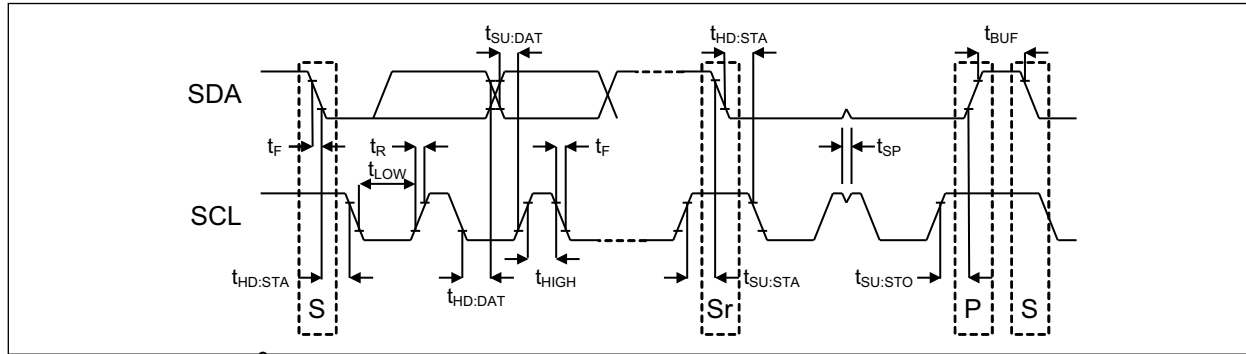 tSU:DAT
tHD:STA
tBUF
SDA
tF
tR
tF
tSP
tLOW
SCL
tHD:STA
tHD:DAT
tHIGH
tSU:STA
tSU:STO
S
Sr
P
S